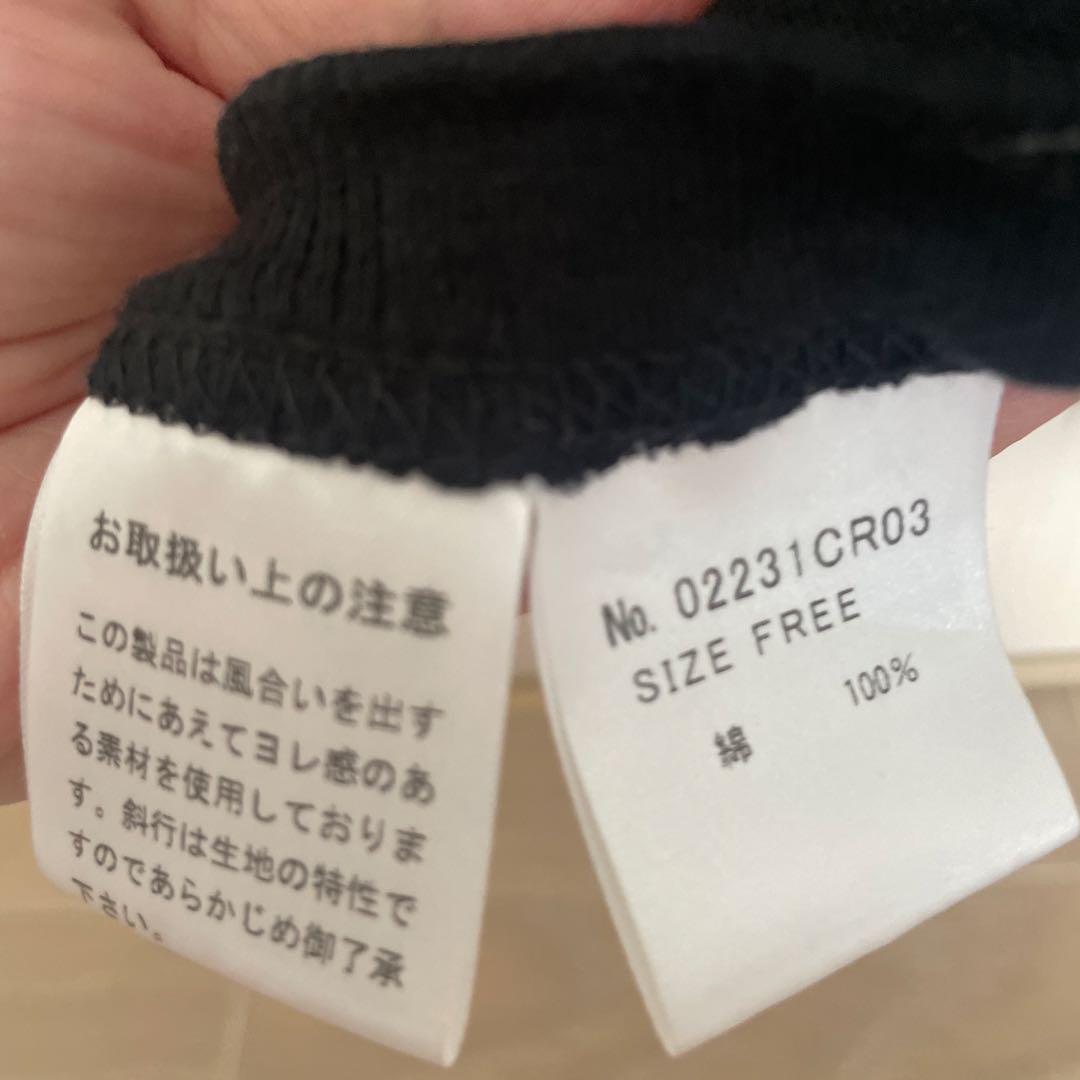 お取扱い上の注意
この製品は風合いを出す
ためにあえてヨレ感のあ
る素材を使用しておりま
す。斜行は生地の特性で
すのであらかじめ御了承
下さい。
No. 02231CR03
SIZE FREE
綿 100%